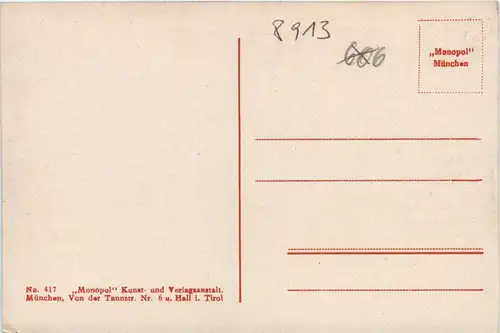 8913
606
„Monopol"
München
No. 417 „Monopol" Kunst- und Verlagsanstalt.
München, Von der Tannstr. Nr. 6 u. Hall i. Tirol